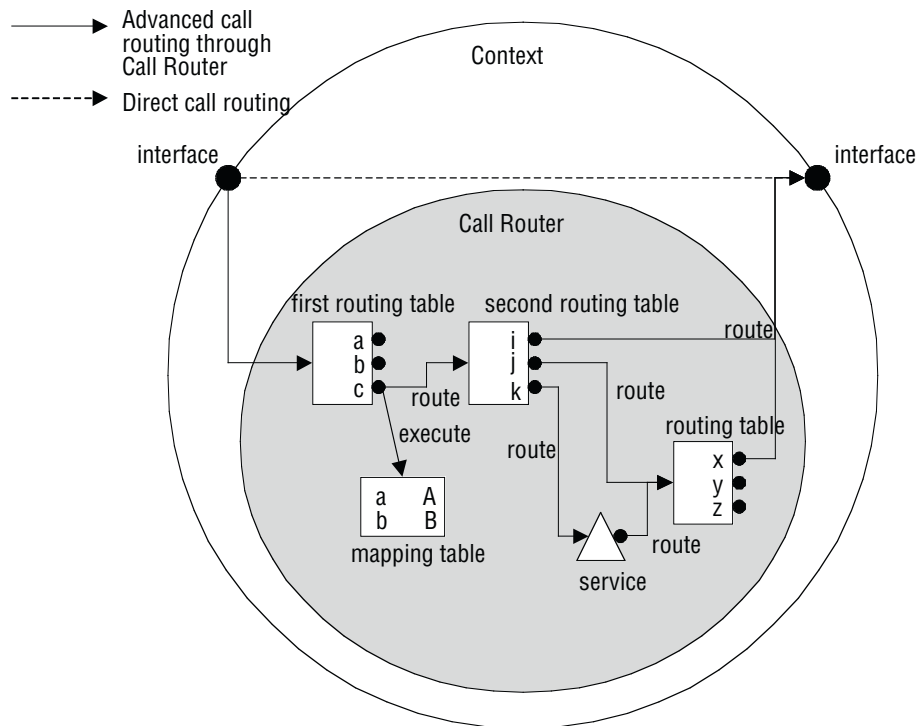 Advanced call
routing through
Call Router
Direct call routing
Context
interface
interface
Call Router
first routing table
second routing table
a
b
c
i
j
k
route
route
route
execute
route
routing table
x
y
z
a A
b B
mapping table
route
service